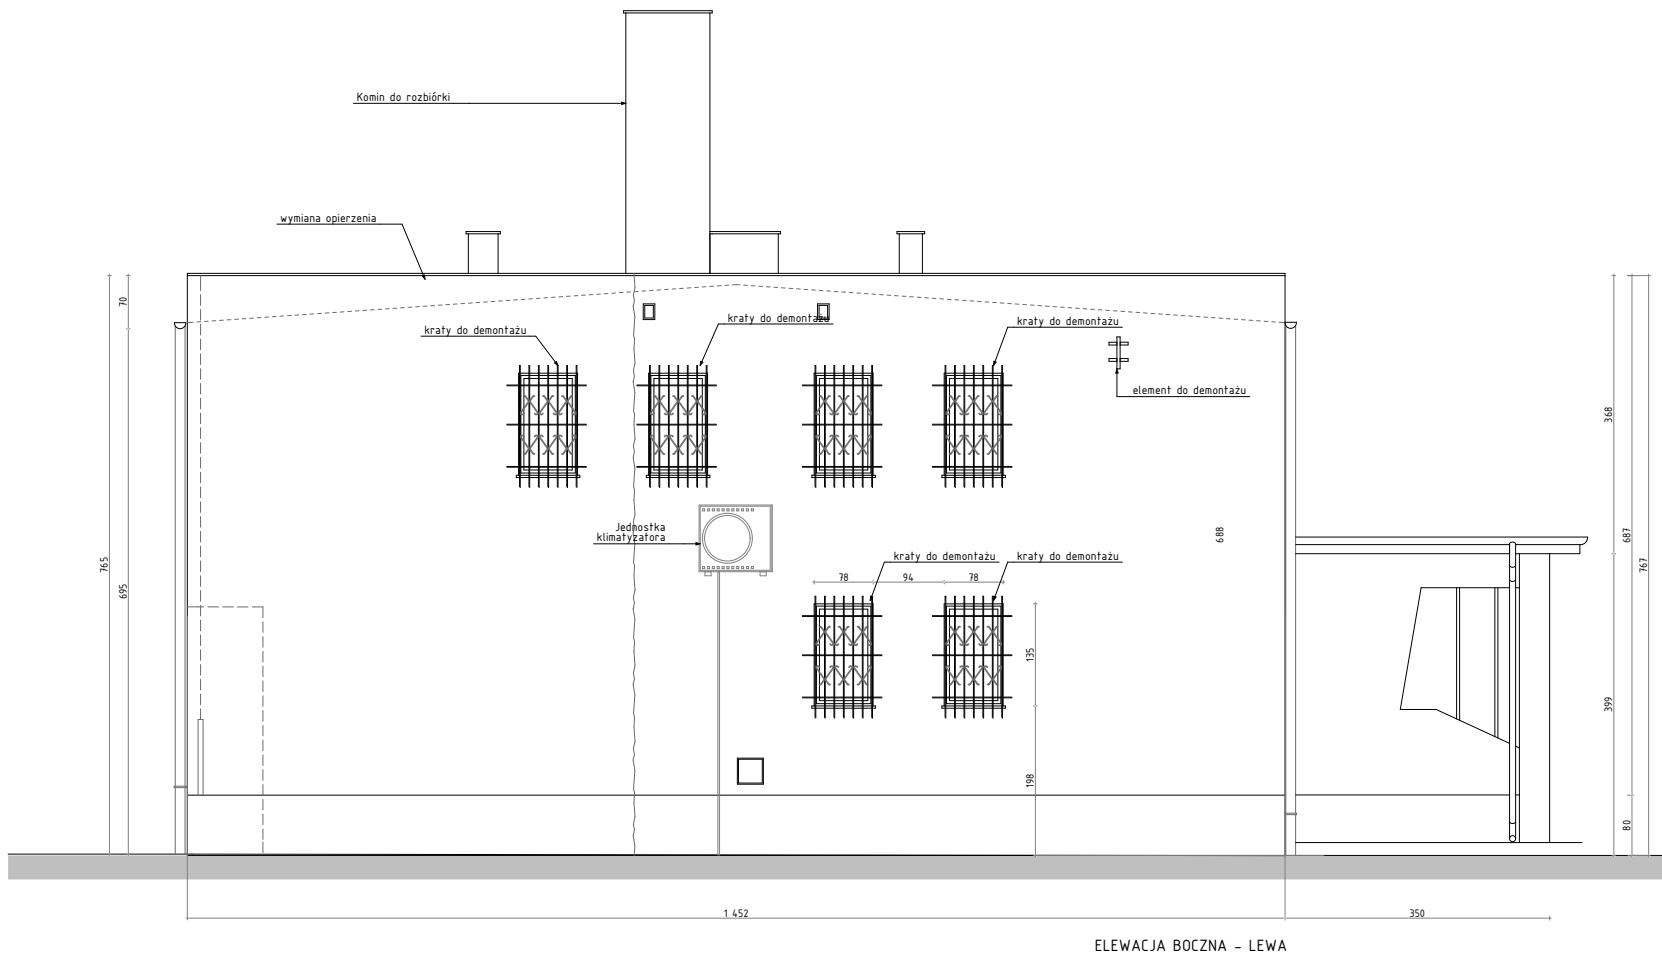 Komin do rozbiórki
wymiana opierzenia
kraty do demontażu
kraty do demontażu
kraty do demontażu
element do demontażu
Jednostka
klimatyzatora
kraty do demontażu
kraty do demontażu
78
94
78
135
198
688
70
765
695
368
399
687
767
80
1 452
350
ELEWACJA BOCZNA - LEWA